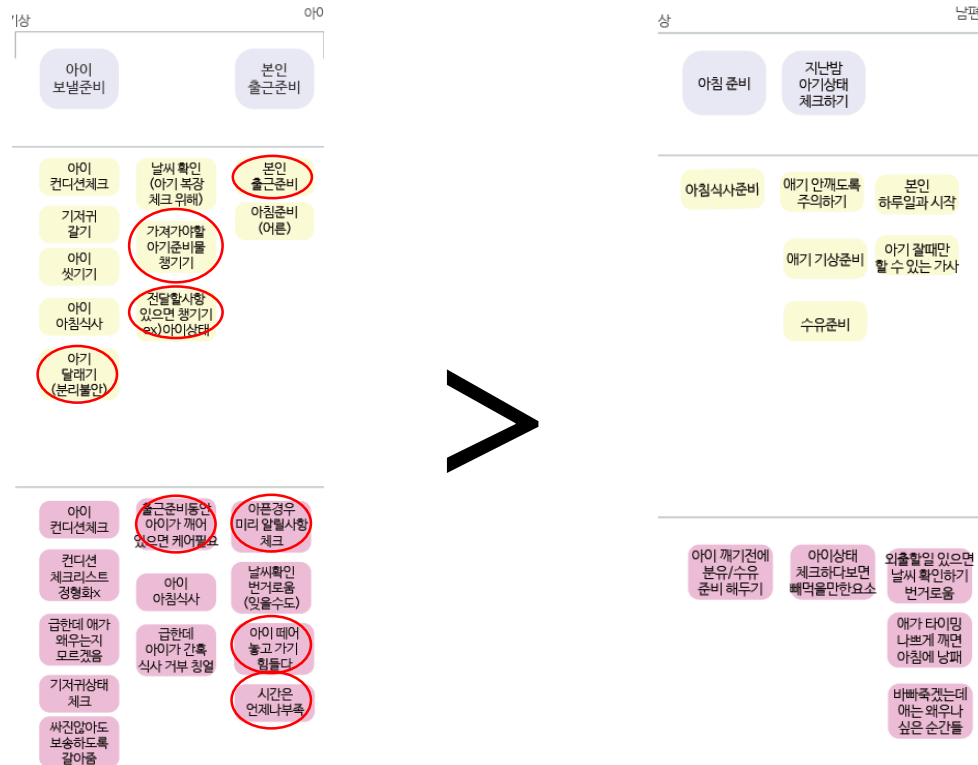 기상
아이
아이
보낼준비
본인
출근준비
아이
컨디션체크
기저귀
갈기
아이
씻기기
아이
아침식사
아기
달래기
(분리불안)
날씨 확인
(아기 복장
체크 위해)
가져가야할
아기준비물
챙기기
전달할사항
있으면 챙기기
ex)아이상태
본인
출근준비
아침준비
(어른)
아이
컨디션체크
컨디션
체크리스트
정형화x
급한데 애가
왜우는지
모르겠음
기저귀상태
체크
싸진않아도
보송하도록
갈아줌
출근준비동안
아이가 깨어
있으면 케어필요
아이
아침식사
급한데
아이가 간혹
식사 거부 칭얼
아픈경우
미리 알릴사항
체크
날씨확인
번거로움
(잊을수도)
아이 떼어
놓고 가기
힘들다
시간은
언제나부족
>
상
남편
아침 준비
지난밤
아기상태
체크하기
아침식사준비
애기 안깨도록
주의하기
애기 기상준비
수유준비
본인
하루일과 시작
아기 잘때만
할 수 있는 가사
아이 깨기전에
분유/수유
준비 해두기
아이상태
체크하다보면
빼먹을만한요소
외출할일 있으면
날씨 확인하기
번거로움
애가 타이밍
나쁘게 깨면
아침에 낭패
바빠죽겠는데
애는 왜우나
싶은 순간들